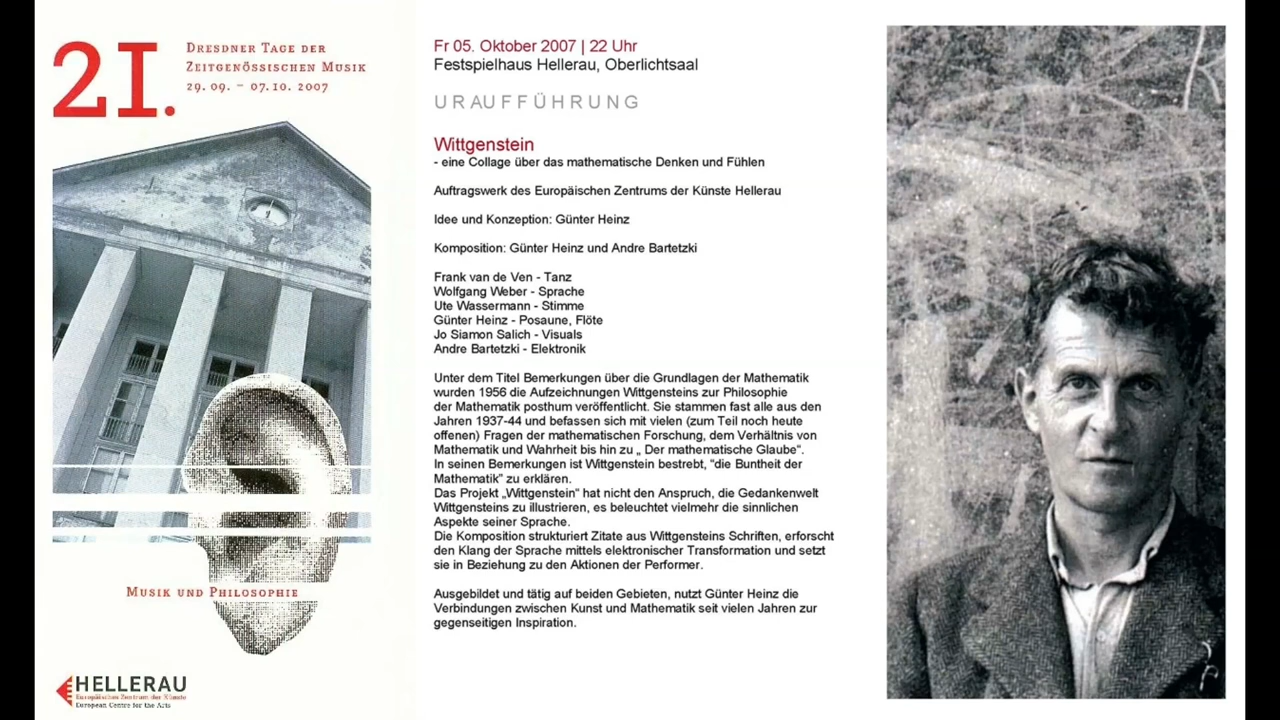 21.
Dresdner Tage der
Zeitgenössischen Musik
29. 09. – 07. 10. 2007
Musik und Philosophie
HELLERAU
Europäisches Zentrum der Künste
European Centre for the Arts
Fr 05. Oktober 2007 | 22 Uhr
Festspielhaus Hellerau, Oberlichtsaal
URAUFFÜHRUNG
Wittgenstein
- eine Collage über das mathematische Denken und Fühlen
Auftragswerk des Europäischen Zentrums der Künste Hellerau
Idee und Konzeption: Günter Heinz
Komposition: Günter Heinz und Andre Bartetzki
Frank van de Ven - Tanz
Wolfgang Weber - Sprache
Ute Wassermann - Stimme
Günter Heinz - Posaune, Flöte
Jo Siamon Salich - Visuals
Andre Bartetzki - Elektronik
Unter dem Titel Bemerkungen über die Grundlagen der Mathematik
wurden 1956 die Aufzeichnungen Wittgensteins zur Philosophie
der Mathematik posthum veröffentlicht. Sie stammen fast alle aus den
Jahren 1937-44 und befassen sich mit vielen (zum Teil noch heute
offenen) Fragen der mathematischen Forschung, dem Verhältnis von
Mathematik und Wahrheit bis hin zu „ Der mathematische Glaube“.
In seinen Bemerkungen ist Wittgenstein bestrebt, “die Buntheit der
Mathematik” zu erklären.
Das Projekt „Wittgenstein“ hat nicht den Anspruch, die Gedankenwelt
Wittgensteins zu illustrieren, es beleuchtet vielmehr die sinnlichen
Aspekte seiner Sprache.
Die Komposition strukturiert Zitate aus Wittgensteins Schriften, erforscht
den Klang der Sprache mittels elektronischer Transformation und setzt
sie in Beziehung zu den Aktionen der Performer.
Ausgebildet und tätig auf beiden Gebieten, nutzt Günter Heinz die
Verbindungen zwischen Kunst und Mathematik seit vielen Jahren zur
gegenseitigen Inspiration.